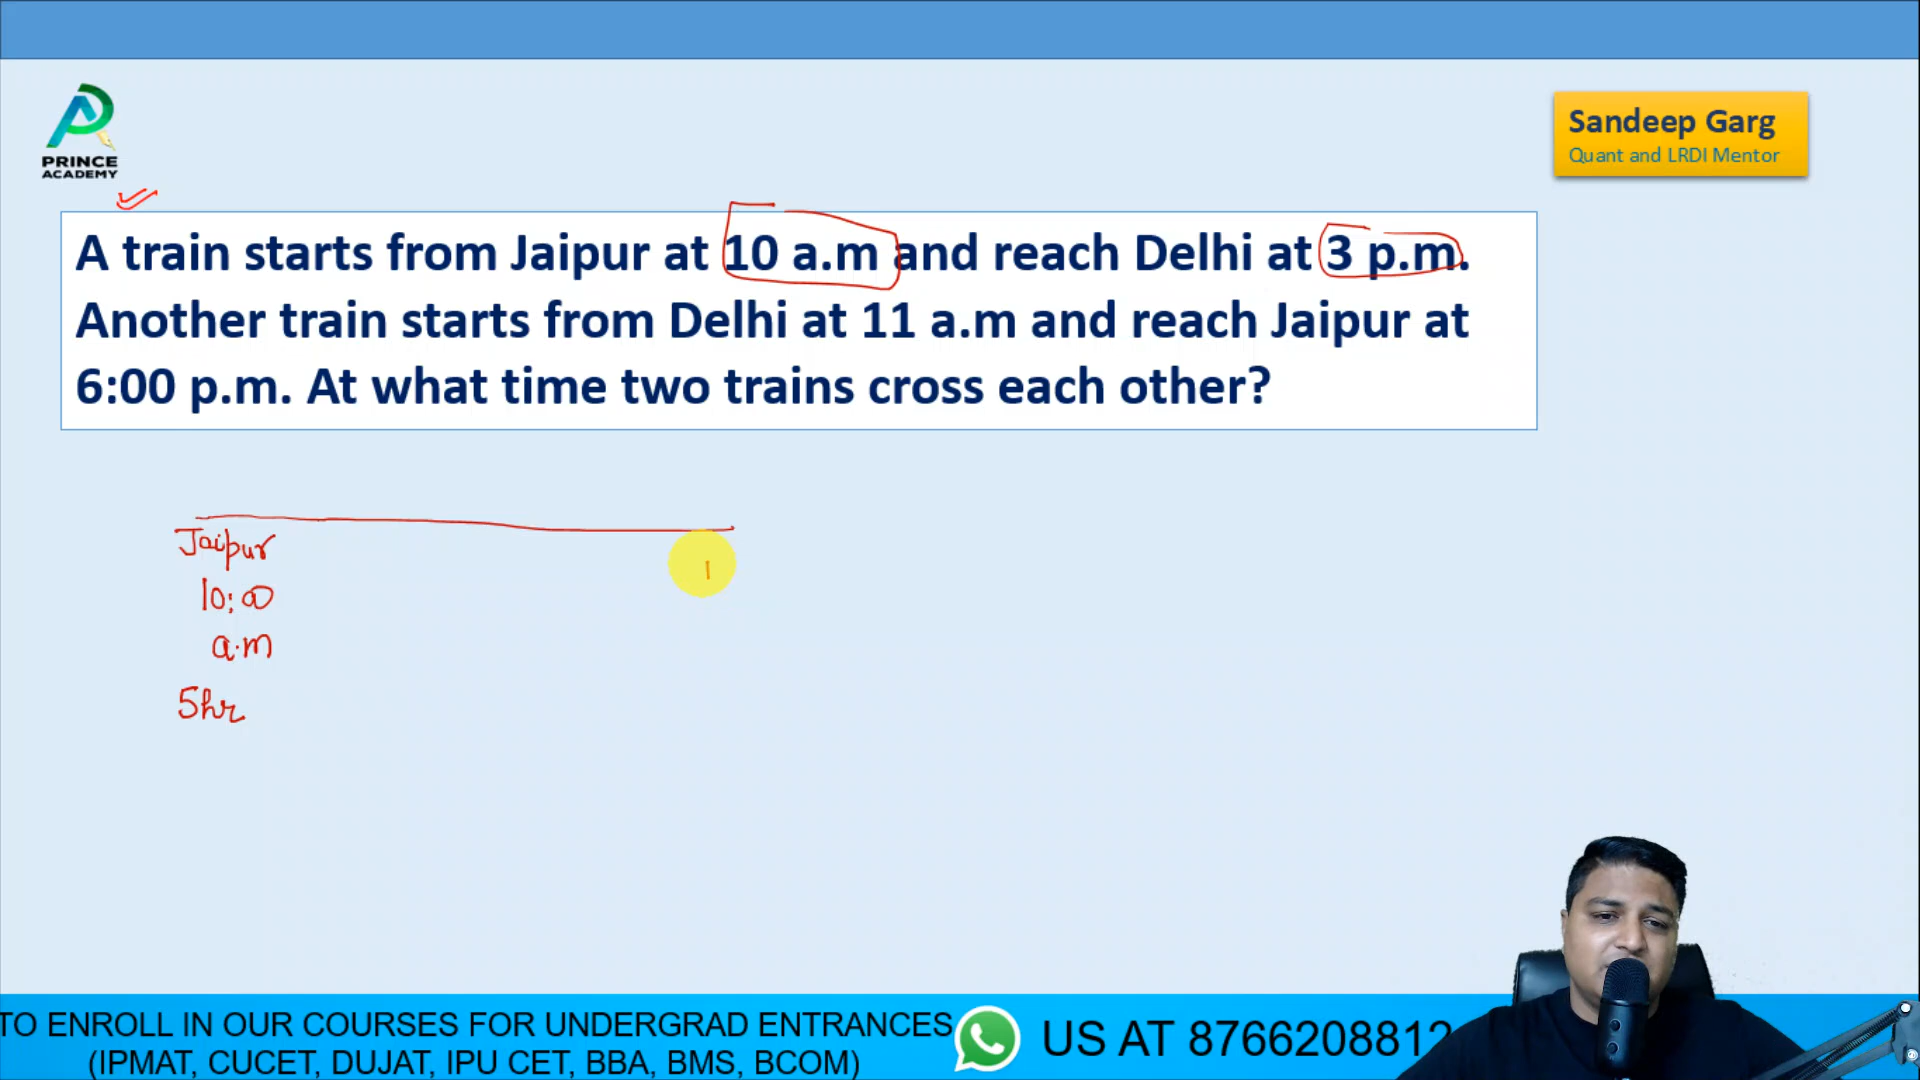 PRINCE
ACADEMY
Sandeep Garg
Quant and LRDI Mentor
A train starts from Jaipur at 10 a.m and reach Delhi at 3 p.m.
Another train starts from Delhi at 11 a.m and reach Jaipur at
6:00 p.m. At what time two trains cross each other?
Jaipur
10:00
a.m
5hr
TO ENROLL IN OUR COURSES FOR UNDERGRAD ENTRANCES
(IPMAT, CUCET, DUJAT, IPU CET, BBA, BMS, BCOM)
US AT 8766208812